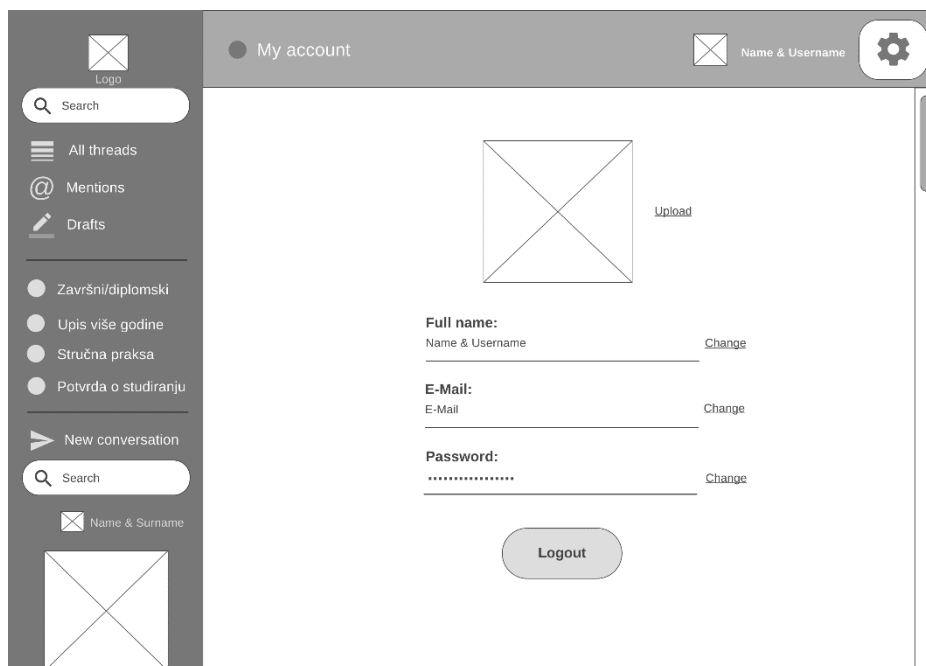 Logo
Search
All threads
@ Mentions
Drafts
Završni/diplomski
Upis više godine
Stručna praksa
Potvrda o studiranju
New conversation
Search
Name & Surname
My account
Name & Username
Upload
Full name:
Name & Username
Change
E-Mail:
E-Mail
Change
Password:
•••••••••••••••••
Change
Logout